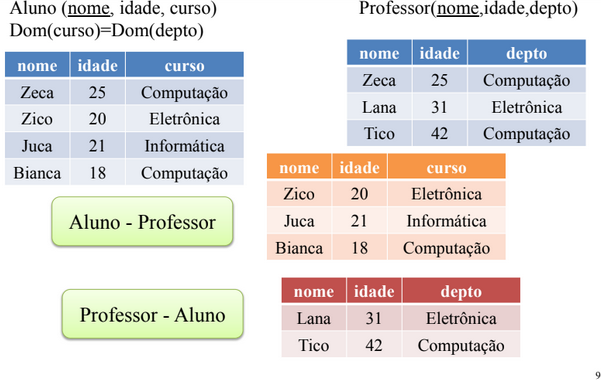 Aluno (nome, idade, curso)
Dom(curso)=Dom(depto)
nome idade curso
Zeca 25 Computação
Zico 20 Eletrônica
Juca 21 Informática
Bianca 18 Computação
Professor(nome,idade,depto)
nome idade depto
Zeca 25 Computação
Lana 31 Eletrônica
Tico 42 Computação
Aluno - Professor
nome idade curso
Zico 20 Eletrônica
Juca 21 Informática
Bianca 18 Computação
Professor - Aluno
nome idade depto
Lana 31 Eletrônica
Tico 42 Computação
9